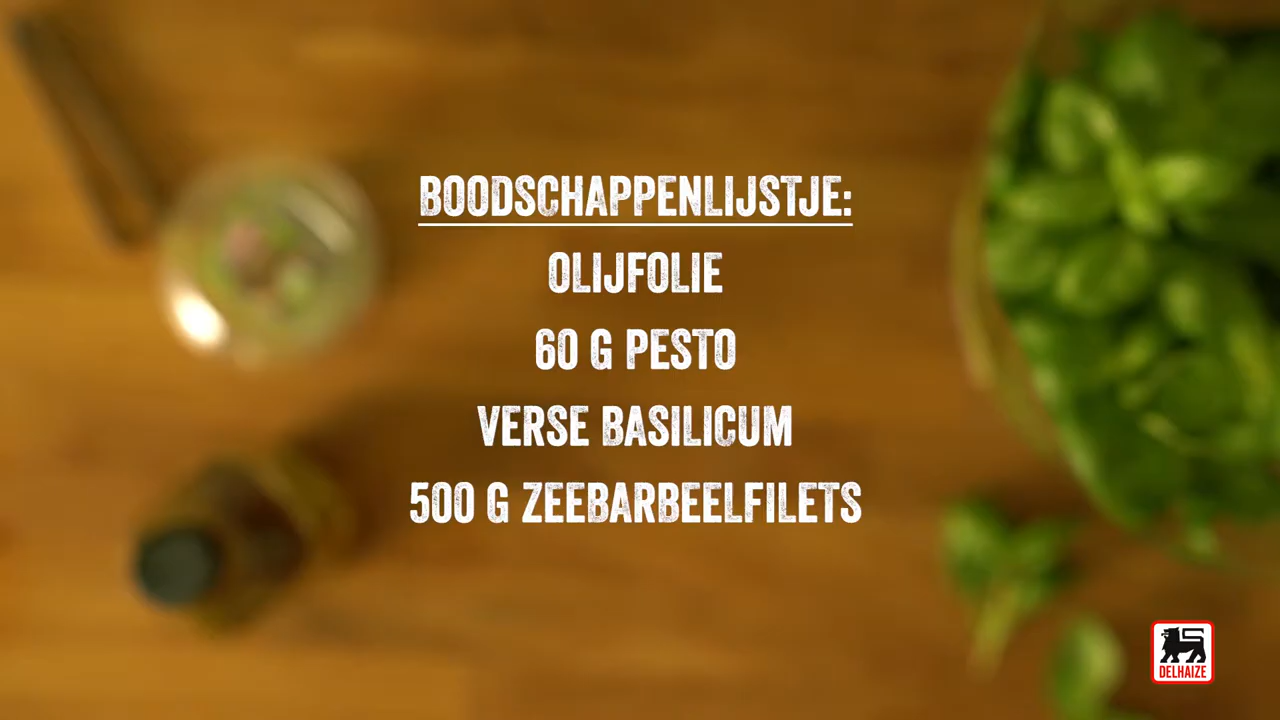 BOODSCHAPPENLIJSTJE:
OLIJFOLIE
60 G PESTO
VERSE BASILICUM
500 G ZEEBARBEELFILETS
DELHAIZE